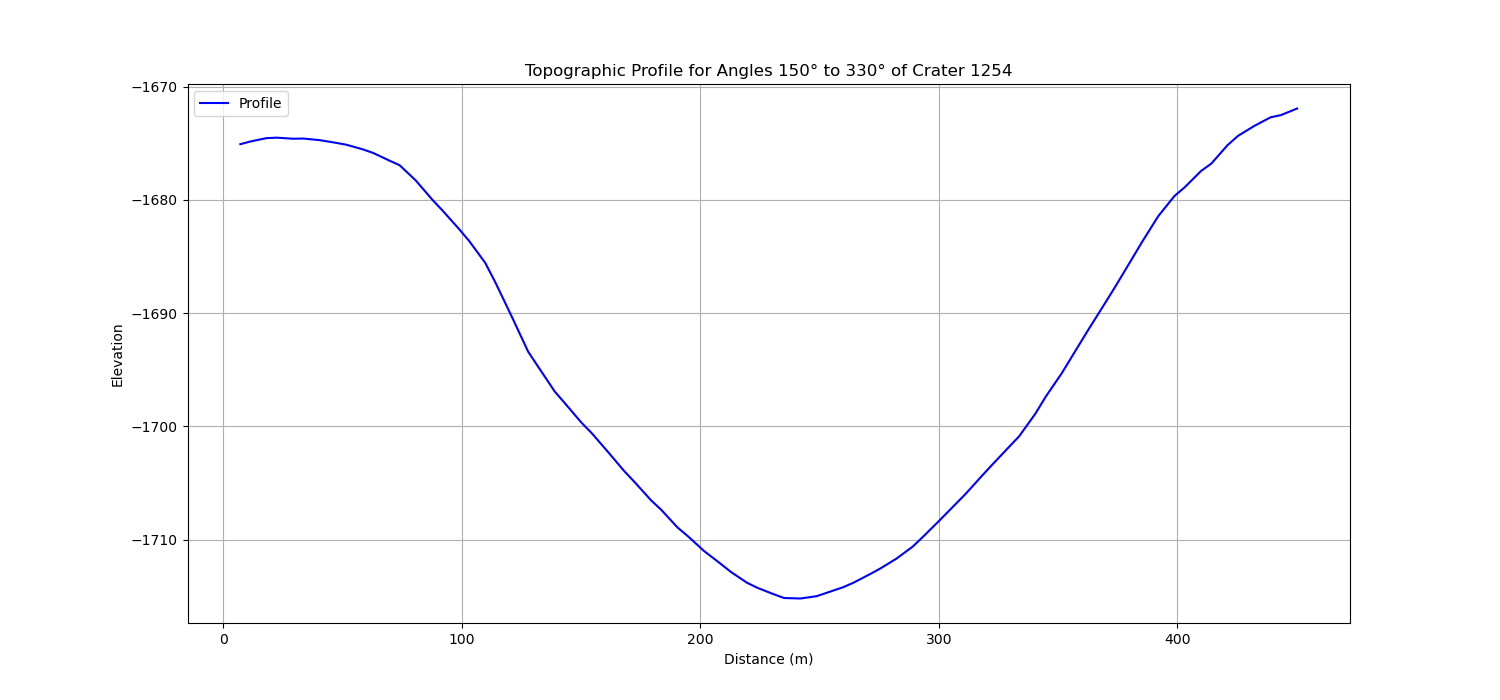 Topographic Profile for Angles 150° to 330° of Crater 1254
Profile
−1670
−1680
−1690
−1700
−1710
Elevation
0 100 200 300 400
Distance (m)